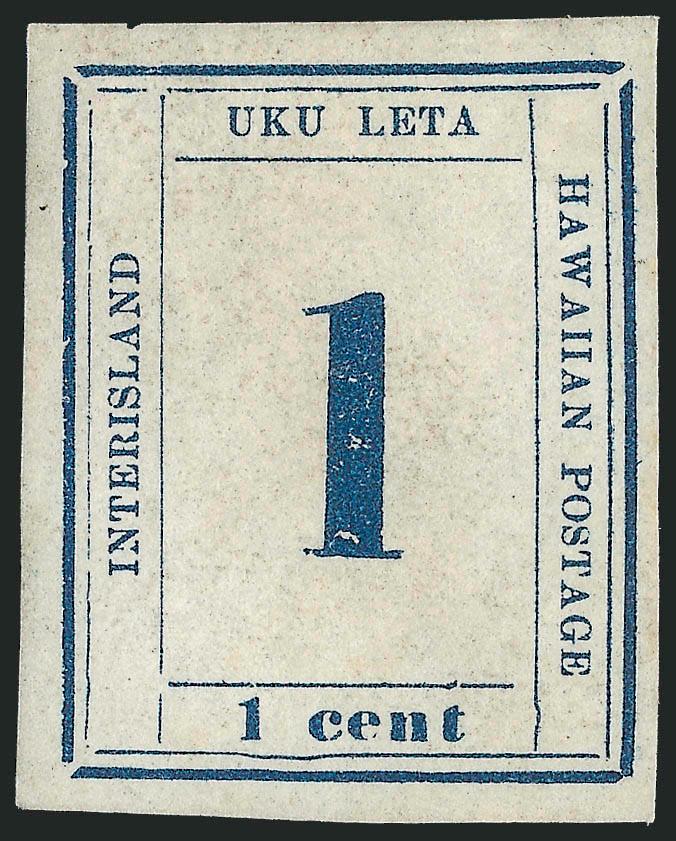 UKU LETA
INTERISLAND
HAWAIIAN POSTAGE
1
1 cent